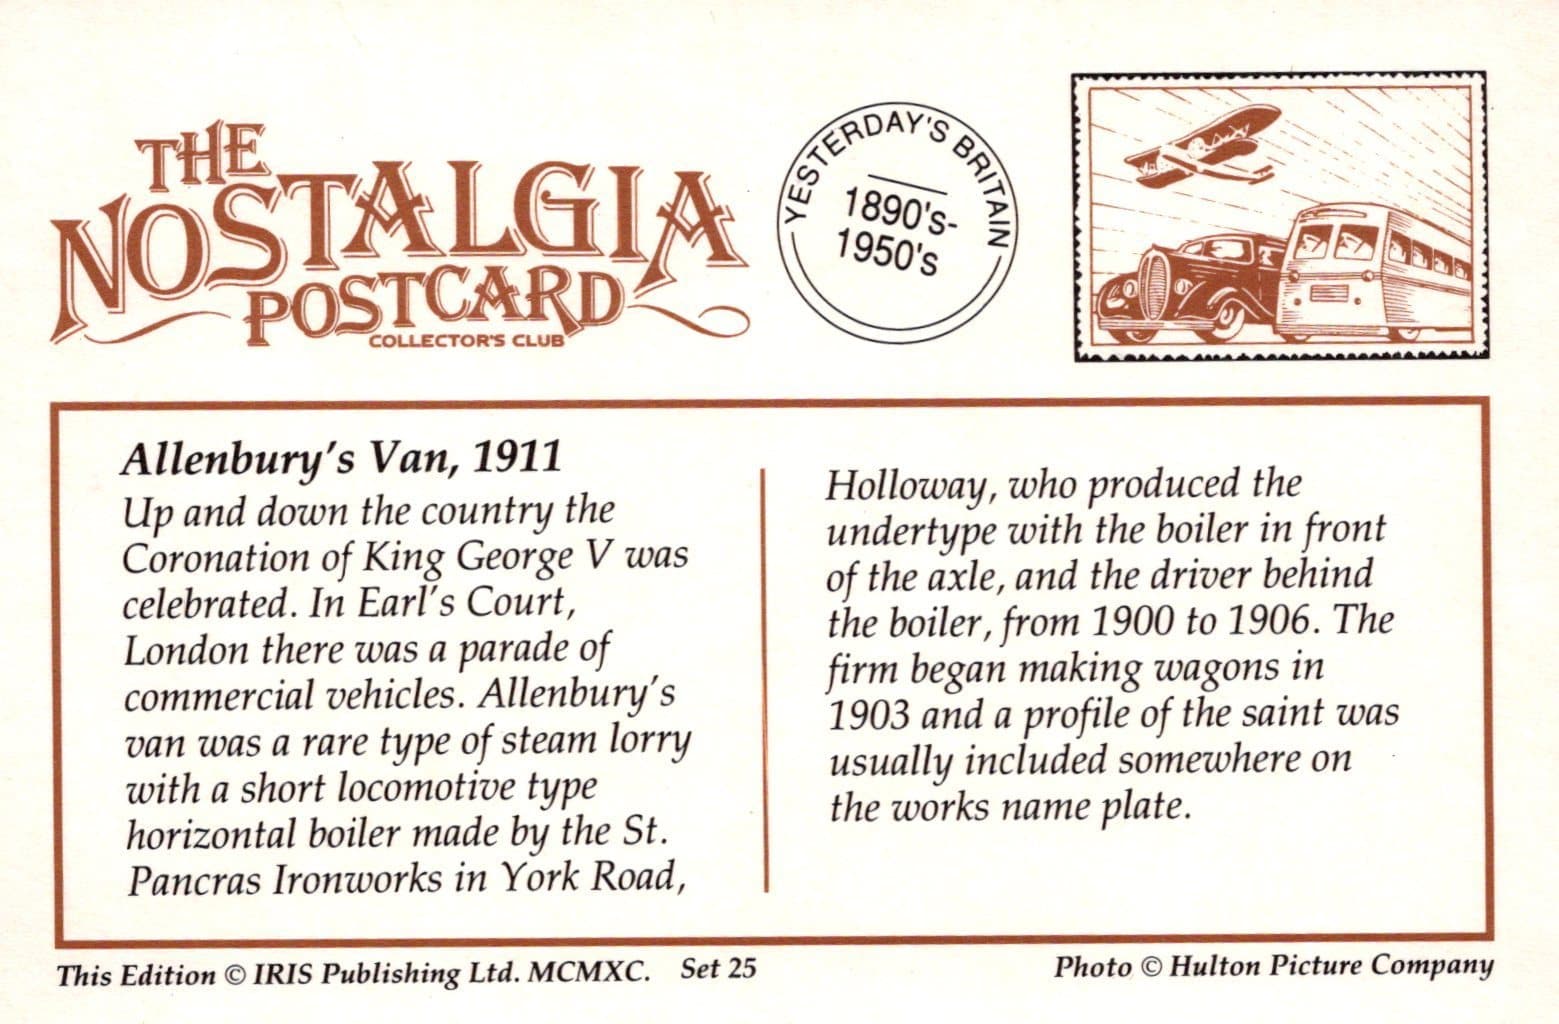 THE
NOSTALGIA
POSTCARD
COLLECTOR'S CLUB
YESTERDAY'S BRITAIN
1890's-
1950's
Allenbury's Van, 1911
Up and down the country the
Coronation of King George V was
celebrated. In Earl's Court,
London there was a parade of
commercial vehicles. Allenbury's
van was a rare type of steam lorry
with a short locomotive type
horizontal boiler made by the St.
Pancras Ironworks in York Road,
Holloway, who produced the
undertype with the boiler in front
of the axle, and the driver behind
the boiler, from 1900 to 1906. The
firm began making wagons in
1903 and a profile of the saint was
usually included somewhere on
the works name plate.
This Edition © IRIS Publishing Ltd. MCMXC. Set 25
Photo © Hulton Picture Company